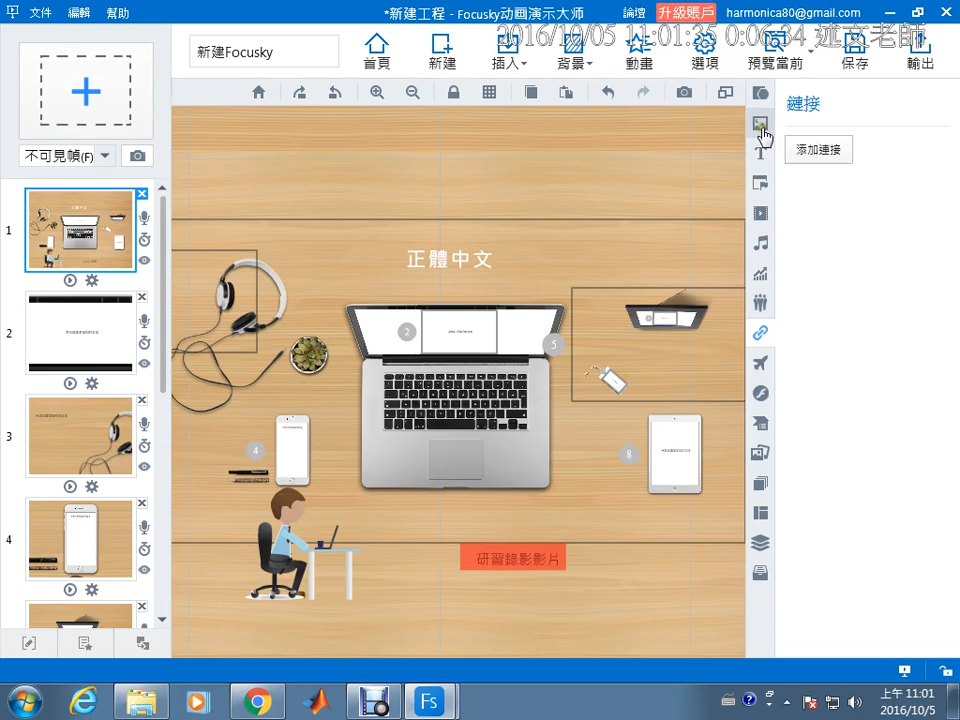 文件 編輯 幫助
*新建工程 - Focusky动画演示大师
論壇 升級賬戶 harmonica80@gmail.com
2016/10/05 11:01:35 0:06:34 述文老師
新建Focusky
首頁 新建 插入 背景 動畫 選項 預覽當前 保存 輸出
不可見幀(F)
鏈接
添加連接
1
2
3
4
正體中文
2
5
4
8
研習錄影影片
Fs
上午 11:01
2016/10/5